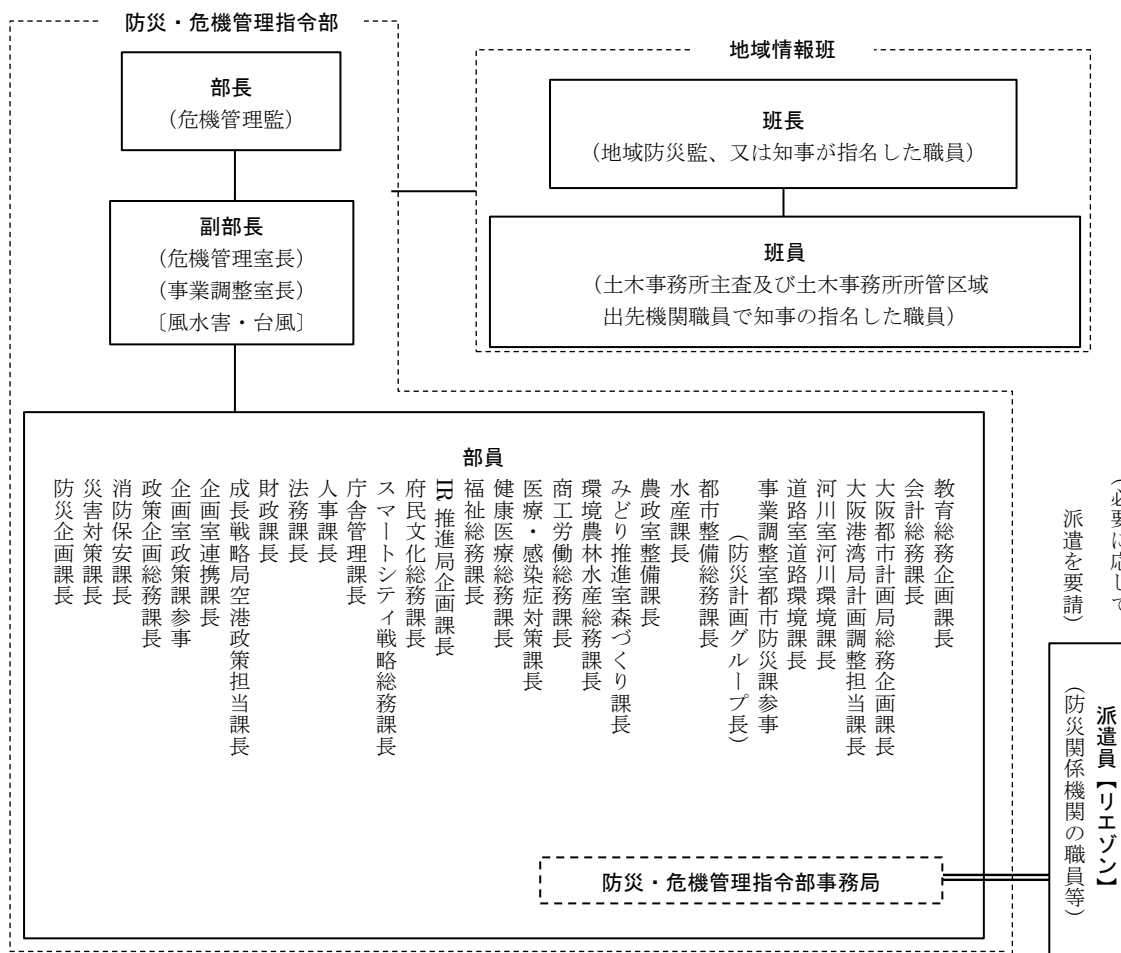 防災・危機管理指令部
部長
（危機管理監）
副部長
（危機管理室長）
（事業調整室長）
〔風水害・台風〕
地域情報班
班長
（地域防災監、又は知事が指名した職員）
班員
（土木事務所主査及び土木事務所所管区域
出先機関職員で知事の指名した職員）
部員
教育総務企画課長
会計総務課長
大阪都市計画局総務企画課長
大阪港湾局計画調整担当課長
河川室河川環境課長
道路室道路環境課長
事業調整室都市防災課参事
（防災計画グループ長）
都市整備総務課長
水産課長
農政室整備課長
みどり推進室森づくり課長
環境農林水産総務課長
商工労働総務課長
医療・感染症対策課長
健康医療総務課長
福祉総務課長
IR推進局企画課長
府民文化総務課長
スマートシティ戦略総務課長
庁舎管理課長
人事課長
法務課長
財政課長
成長戦略局空港政策担当課長
企画室連携課長
企画室政策課参事
政策企画総務課長
消防保安課長
災害対策課長
防災企画課長
防災・危機管理指令部事務局
（必要に応じて
派遣を要請）
派遣員【リエゾン】
（防災関係機関の職員等）